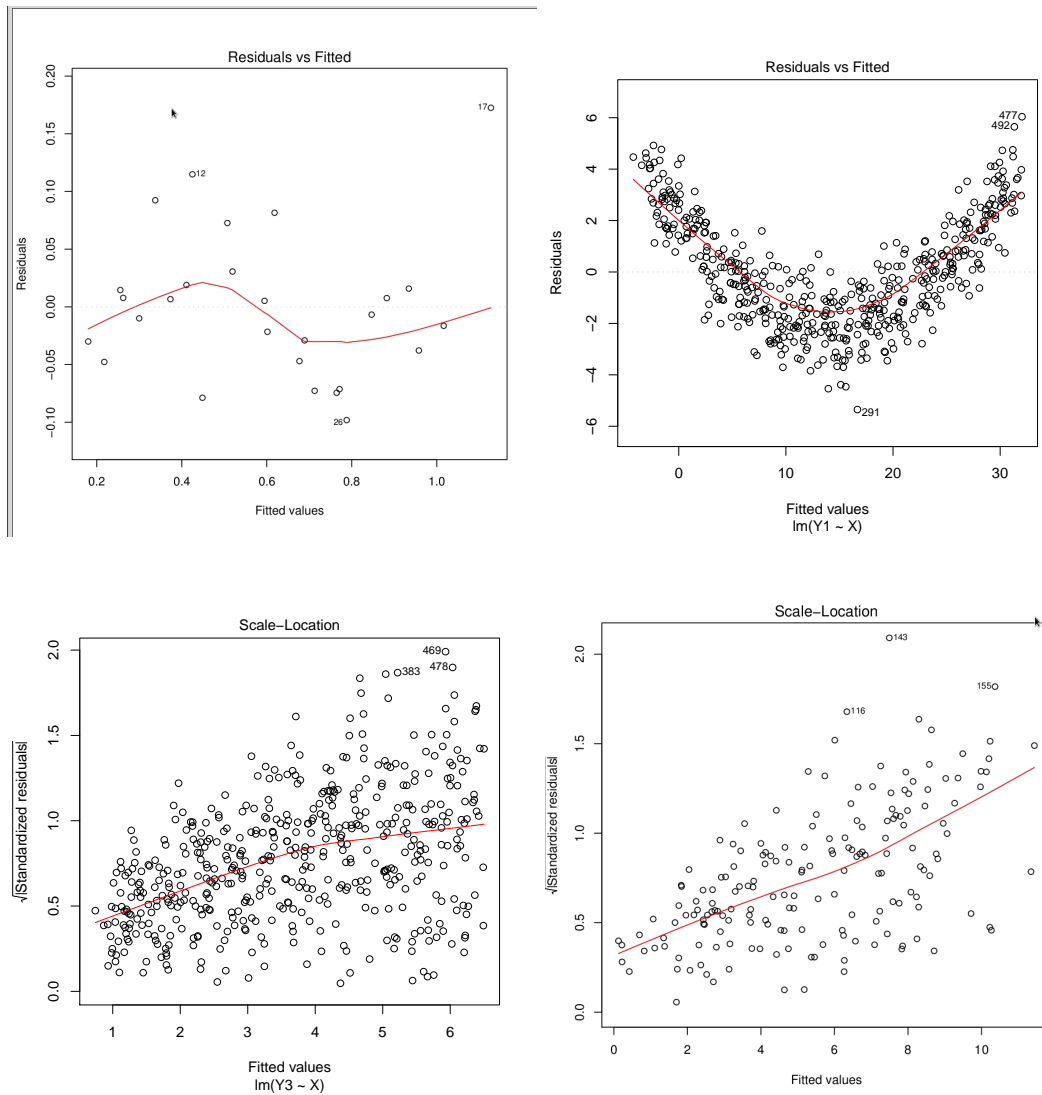 Residuals vs Fitted
Residuals
0.20
0.15
0.10
0.05
0.00
−0.05
−0.10
17
12
26
0.2 0.4 0.6 0.8 1.0
Fitted values
Residuals vs Fitted
Residuals
6
4
2
0
−2
−4
−6
477
492
291
0 10 20 30
Fitted values
lm(Y1 ~ X)
Scale−Location
√|Standardized residuals|
2.0
1.5
1.0
0.5
0.0
469
478
383
1 2 3 4 5 6
Fitted values
lm(Y3 ~ X)
Scale−Location
√|Standardized residuals|
2.0
1.5
1.0
0.5
0.0
143
155
116
0 2 4 6 8 10
Fitted values